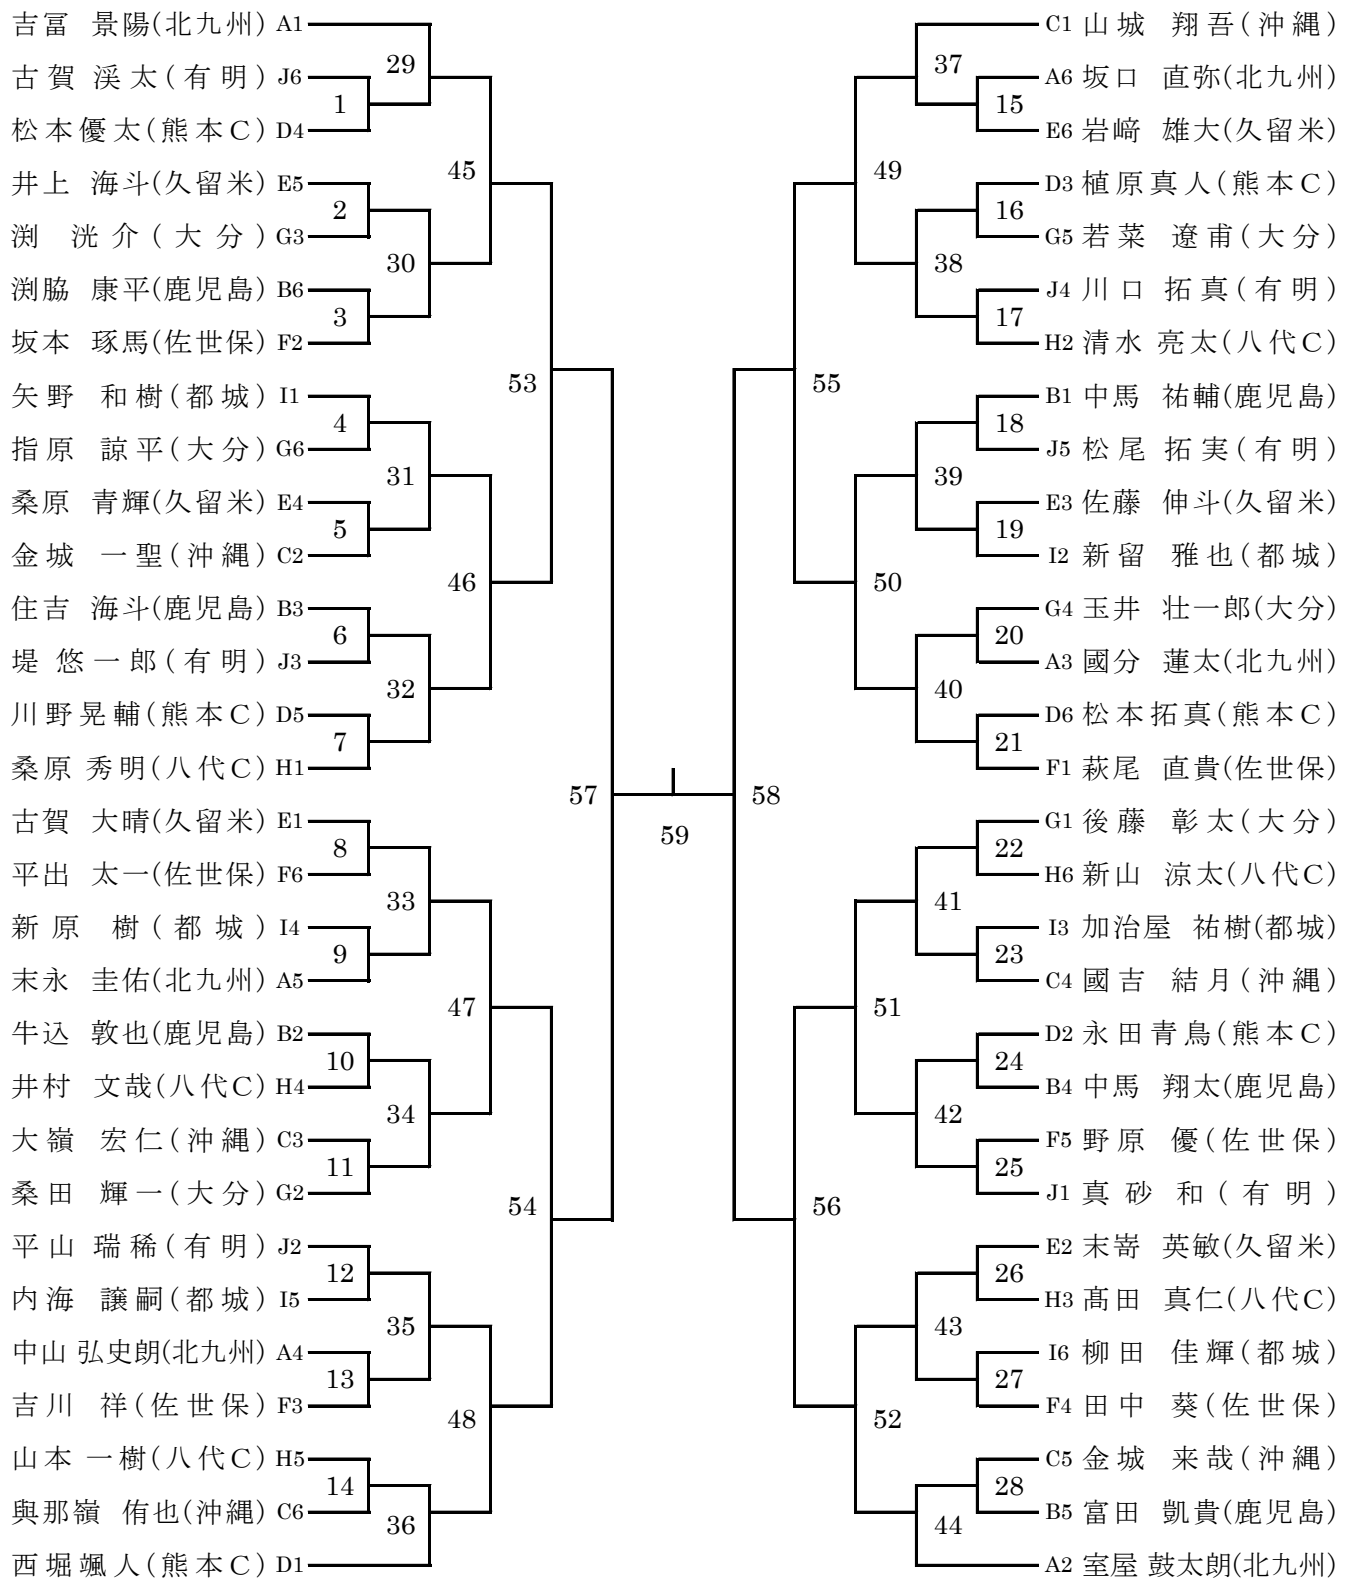 吉冨 景陽(北九州) A1
古賀 渓太(有明) J6
松本優太(熊本C) D4
井上 海斗(久留米) E5
渕 洸介(大分) G3
渕脇 康平(鹿児島) B6
坂本 琢馬(佐世保) F2
矢野 和樹(都城) I1
指原 諒平(大分) G6
桑原 青輝(久留米) E4
金城 一聖(沖縄) C2
住吉 海斗(鹿児島) B3
堤 悠一郎(有明) J3
川野晃輔(熊本C) D5
桑原 秀明(八代C) H1
古賀 大晴(久留米) E1
平出 太一(佐世保) F6
新原 樹(都城) I4
末永 圭佑(北九州) A5
牛込 敦也(鹿児島) B2
井村 文哉(八代C) H4
大嶺 宏仁(沖縄) C3
桑田 輝一(大分) G2
平山 瑞稀(有明) J2
内海 譲嗣(都城) I5
中山 弘史朗(北九州) A4
吉川 祥(佐世保) F3
山本 一樹(八代C) H5
與那嶺 侑也(沖縄) C6
西堀颯人(熊本C) D1
1
2
3
4
5
6
7
8
9
10
11
12
13
14
29
30
31
32
33
34
35
36
45
46
47
48
53
54
57
59
58
55
56
49
50
51
52
37
38
39
40
41
42
43
44
15
16
17
18
19
20
21
22
23
24
25
26
27
28
C1 山城 翔吾(沖縄)
A6 坂口 直弥(北九州)
E6 岩﨑 雄大(久留米)
D3 植原真人(熊本C)
G5 若菜 遼甫(大分)
J4 川口 拓真(有明)
H2 清水 亮太(八代C)
B1 中馬 祐輔(鹿児島)
J5 松尾 拓実(有明)
E3 佐藤 伸斗(久留米)
I2 新留 雅也(都城)
G4 玉井 壮一郎(大分)
A3 國分 蓮太(北九州)
D6 松本拓真(熊本C)
F1 萩尾 直貴(佐世保)
G1 後藤 彰太(大分)
H6 新山 涼太(八代C)
I3 加治屋 祐樹(都城)
C4 國吉 結月(沖縄)
D2 永田青鳥(熊本C)
B4 中馬 翔太(鹿児島)
F5 野原 優(佐世保)
J1 真砂 和(有明)
E2 末嵜 英敏(久留米)
H3 髙田 真仁(八代C)
I6 柳田 佳輝(都城)
F4 田中 葵(佐世保)
C5 金城 来哉(沖縄)
B5 富田 凱貴(鹿児島)
A2 室屋 鼓太朗(北九州)